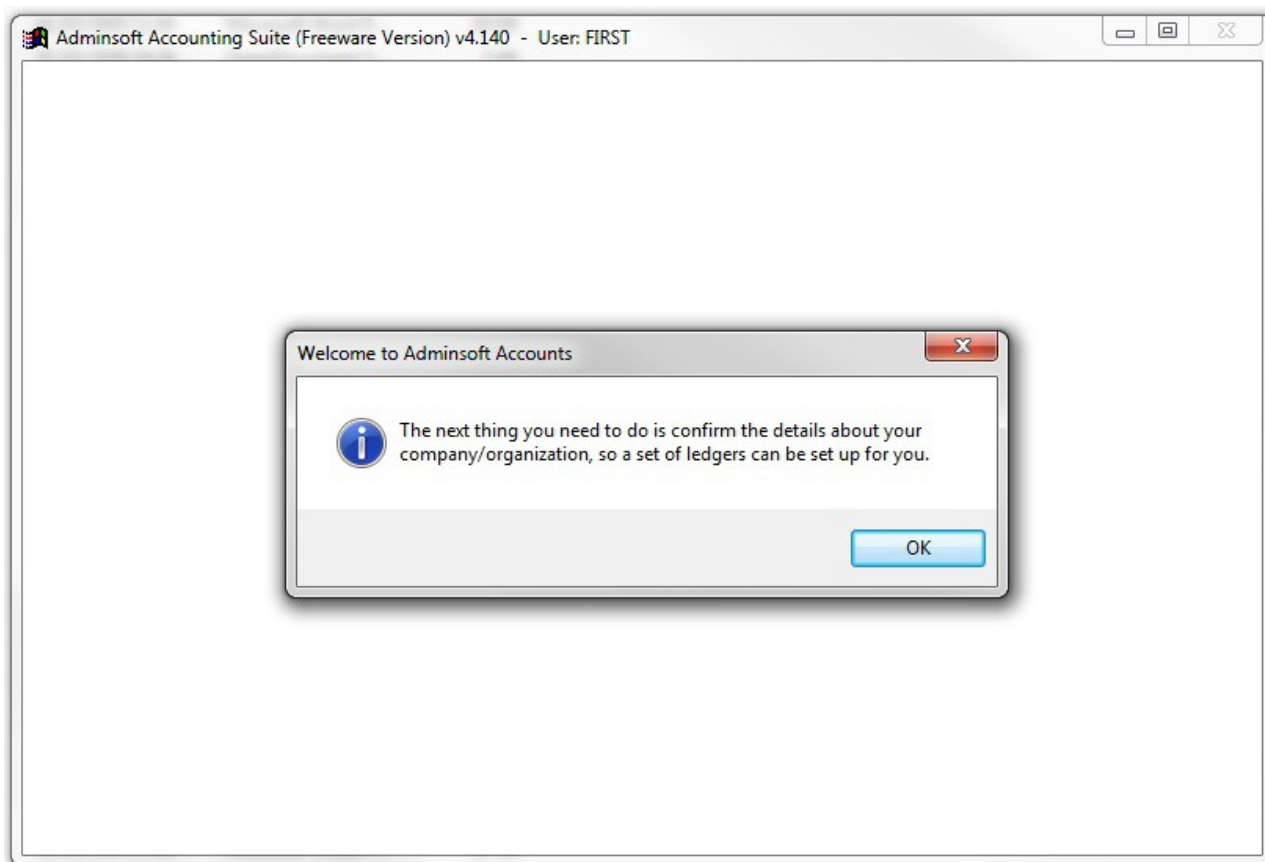 Adminsoft Accounting Suite (Freeware Version) v4.140 - User: FIRST
Welcome to Adminsoft Accounts
The next thing you need to do is confirm the details about your
company/organization, so a set of ledgers can be set up for you.
OK